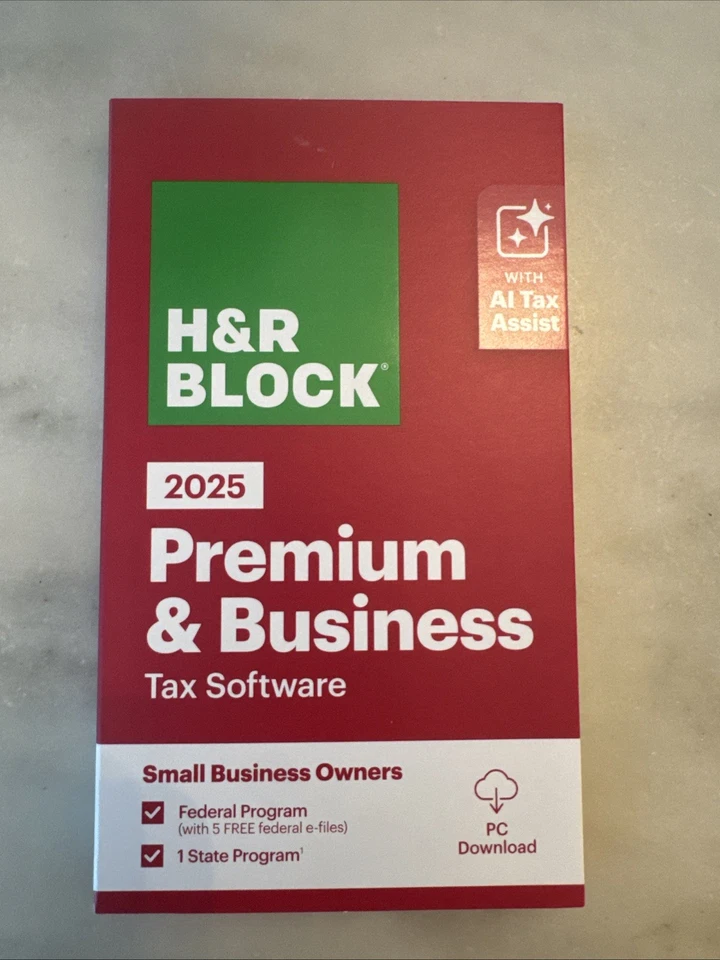 H&R
BLOCK®
WITH
AI Tax
Assist
2025
Premium
& Business
Tax Software
Small Business Owners
Federal Program
(with 5 FREE federal e-files)
1 State Program¹
PC
Download